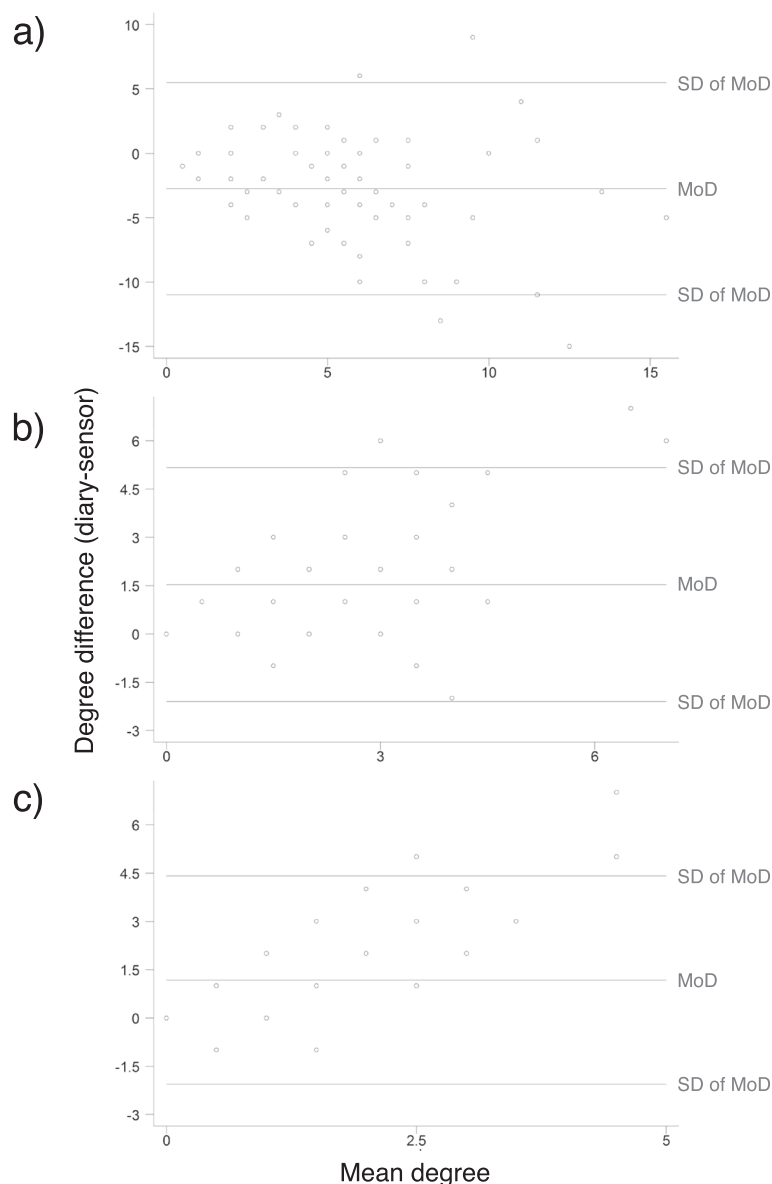 a)
10
5
0
-5
-10
-15
SD of MoD
MoD
SD of MoD
0 5 10 15
b)
6
4.5
3
1.5
0
-1.5
-3
SD of MoD
MoD
SD of MoD
0 3 6
Degree difference (diary-sensor)
c)
6
4.5
3
1.5
0
-1.5
-3
SD of MoD
MoD
SD of MoD
0 2.5 5
Mean degree